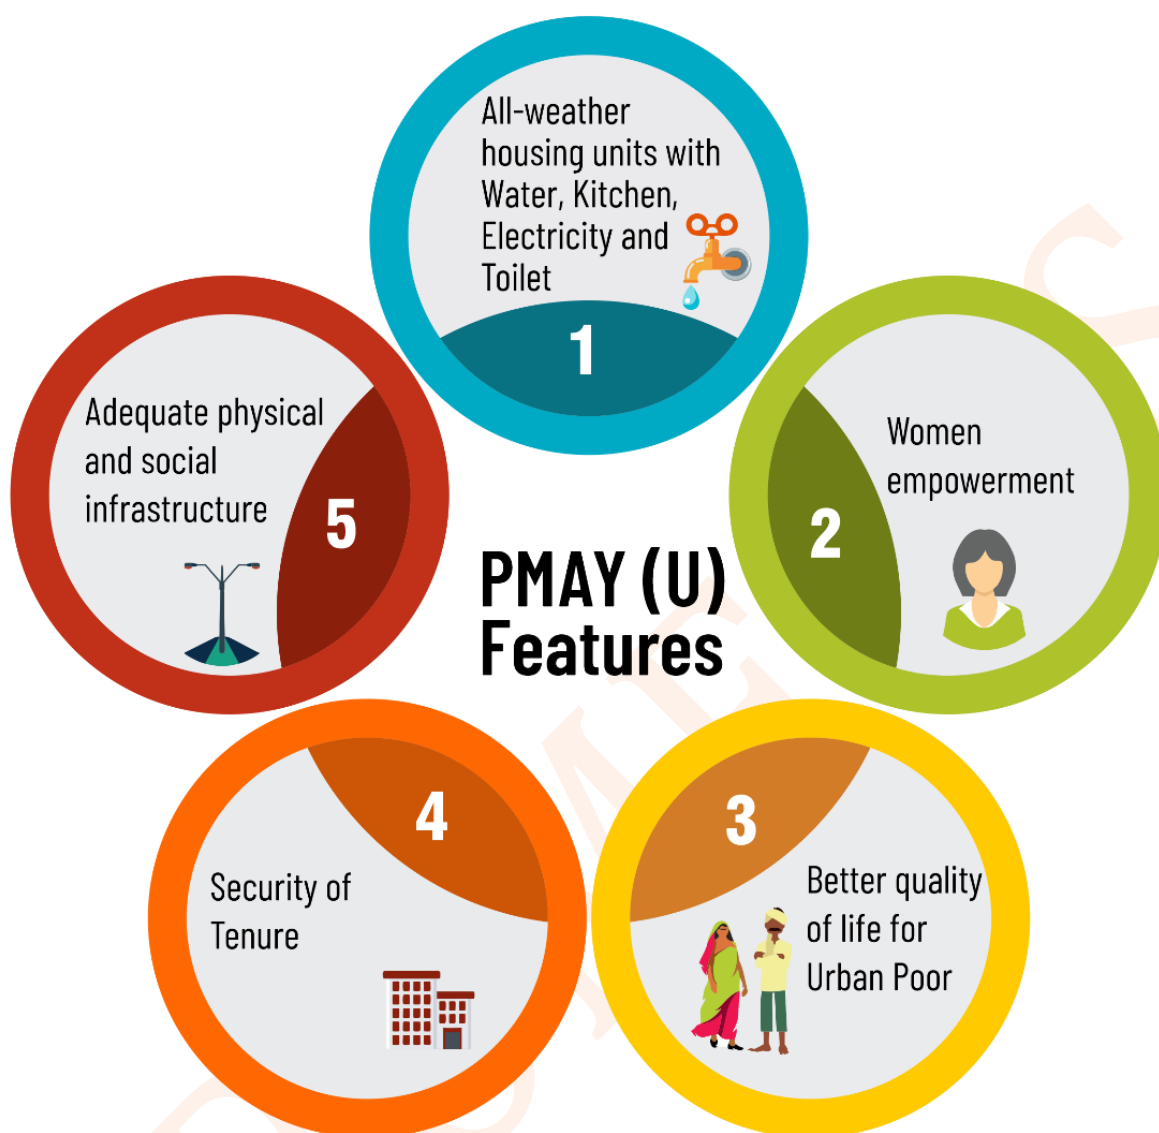 All-weather
housing units with
Water, Kitchen,
Electricity and
Toilet
1
Women
empowerment
2
Better quality
of life for
Urban Poor
3
Security of
Tenure
4
Adequate physical
and social
infrastructure
5
PMAY (U)
Features